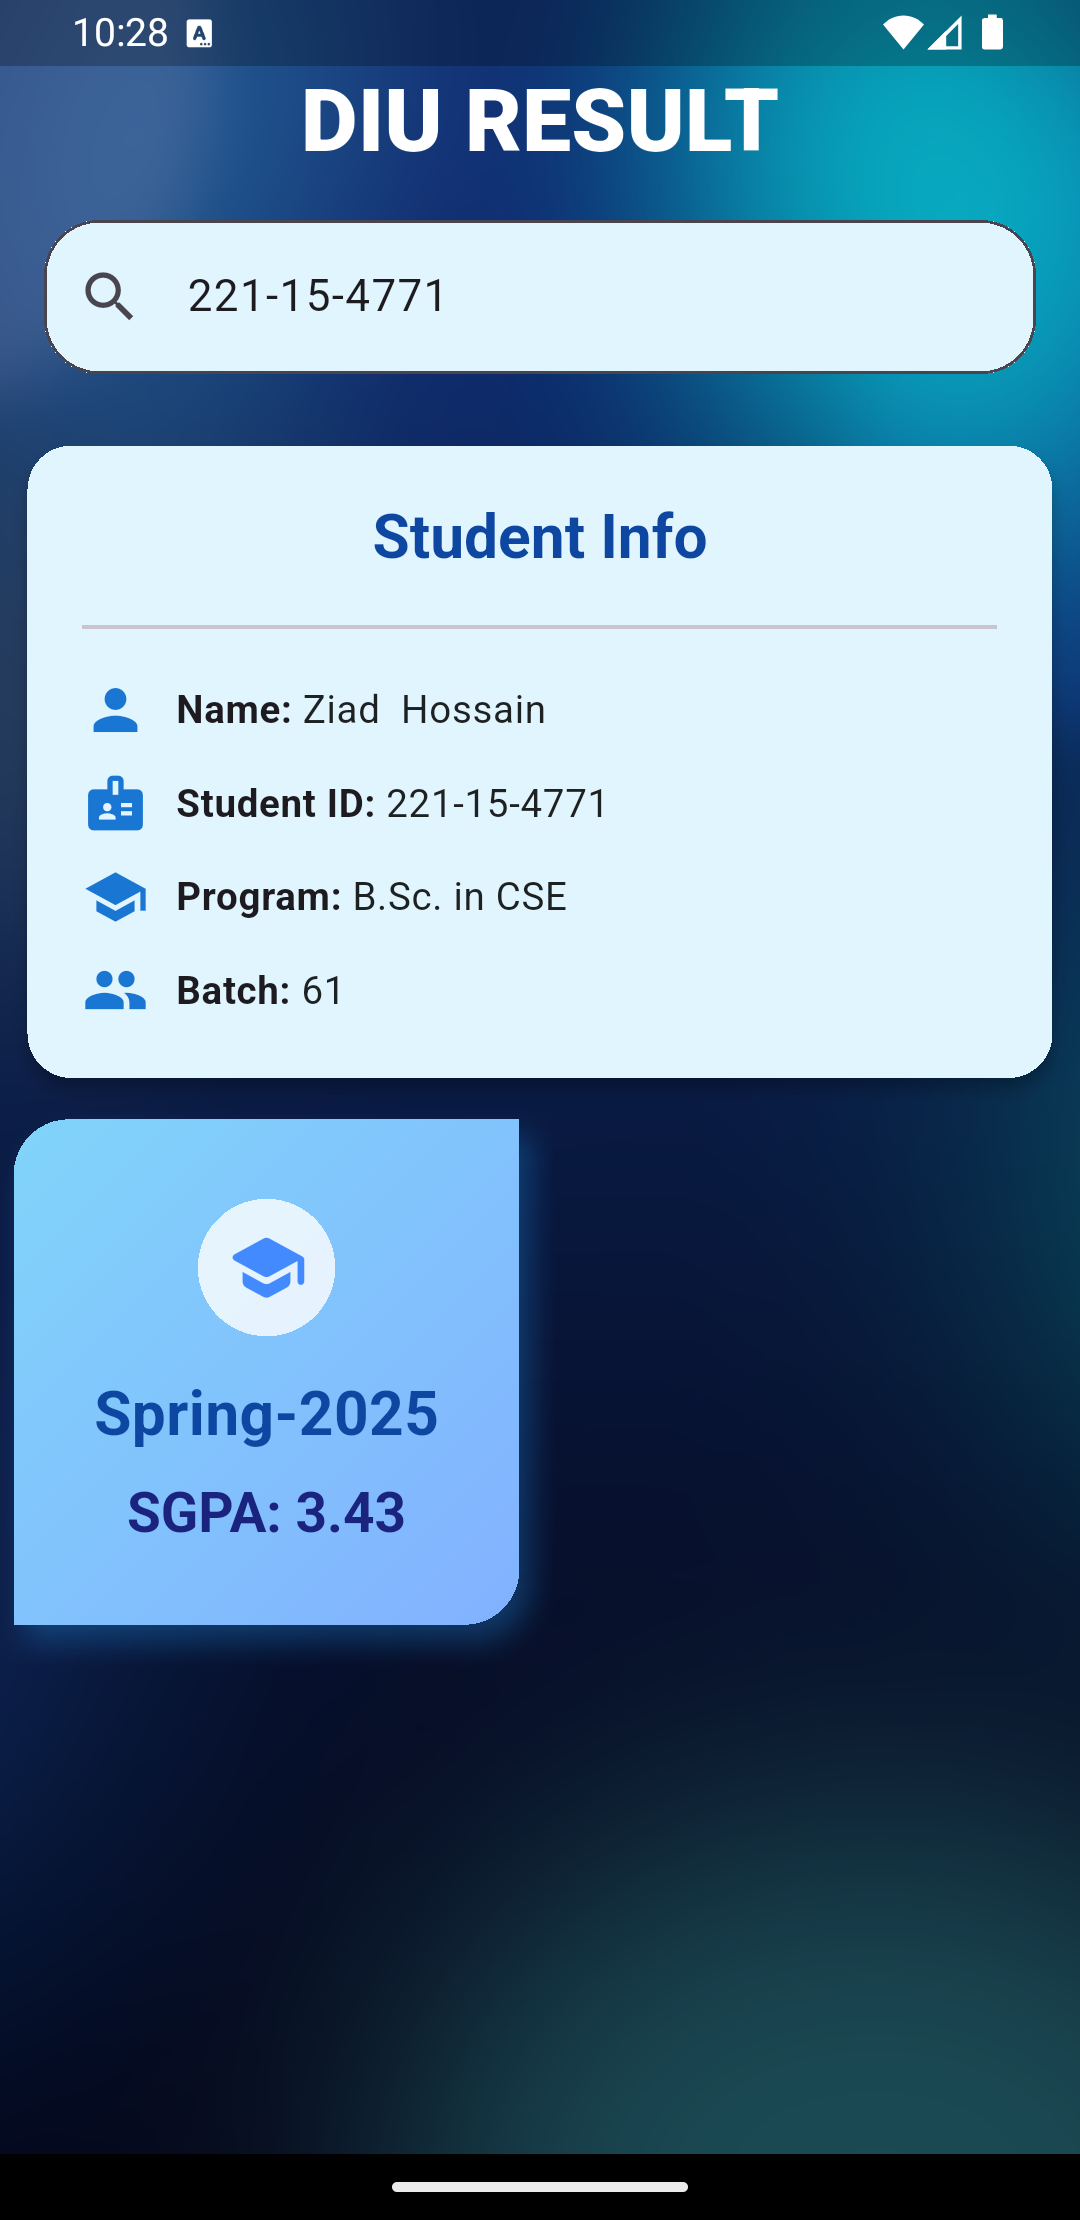 10:28
DIU RESULT
221-15-4771
Student Info
Name: Ziad  Hossain
Student ID: 221-15-4771
Program: B.Sc. in CSE
Batch: 61
Spring-2025
SGPA: 3.43